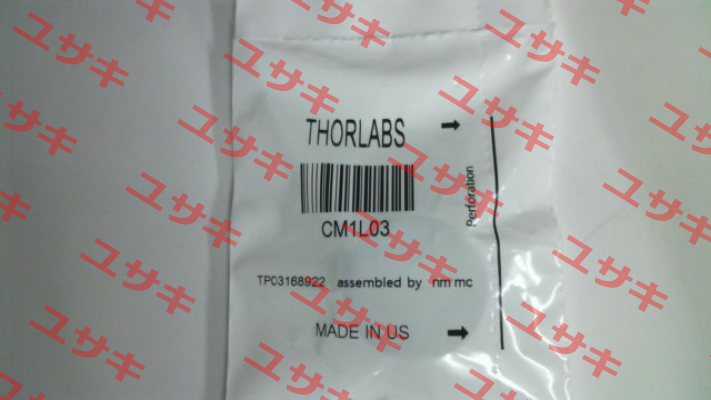 THORLABS
Perforation
CM1L03
TP03168922 assembled by nm mc
MADE IN US
ユサキ